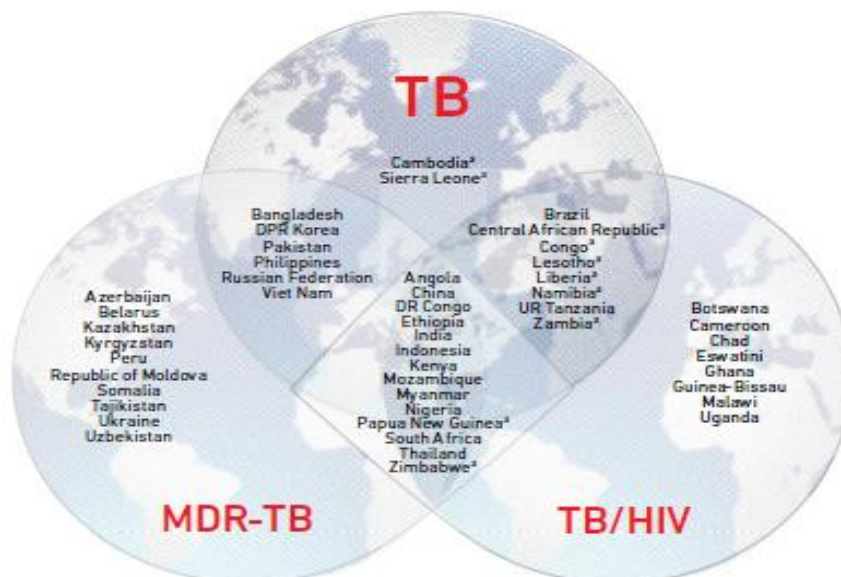 TB
Cambodiaª
Sierra Leoneª
Bangladesh
DPR Korea
Pakistan
Philippines
Russian Federation
Viet Nam
Brazil
Central African Republicª
Congoª
Lesothoª
Liberiaª
Namibiaª
UR Tanzania
Zambiaª
Azerbaijan
Belarus
Kazakhstan
Kyrgyzstan
Peru
Republic of Moldova
Somalia
Tajikistan
Ukraine
Uzbekistan
Angola
China
DR Congo
Ethiopia
India
Indonesia
Kenya
Mozambique
Myanmar
Nigeria
Papua New Guineaª
South Africa
Thailand
Zimbabweª
Botswana
Cameroon
Chad
Eswatini
Ghana
Guinea-Bissau
Malawi
Uganda
MDR-TB
TB/HIV